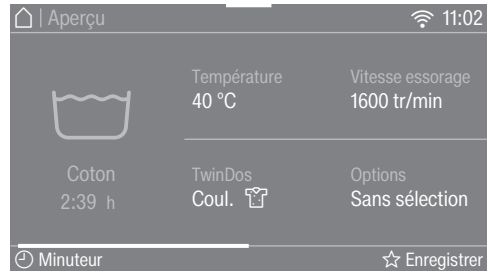 Aperçu 11:02
Température Vitesse essorage
40 °C 1600 tr/min
Coton TwinDos Options
2:39 h Coul. Sans sélection
Minuteur Enregistrer